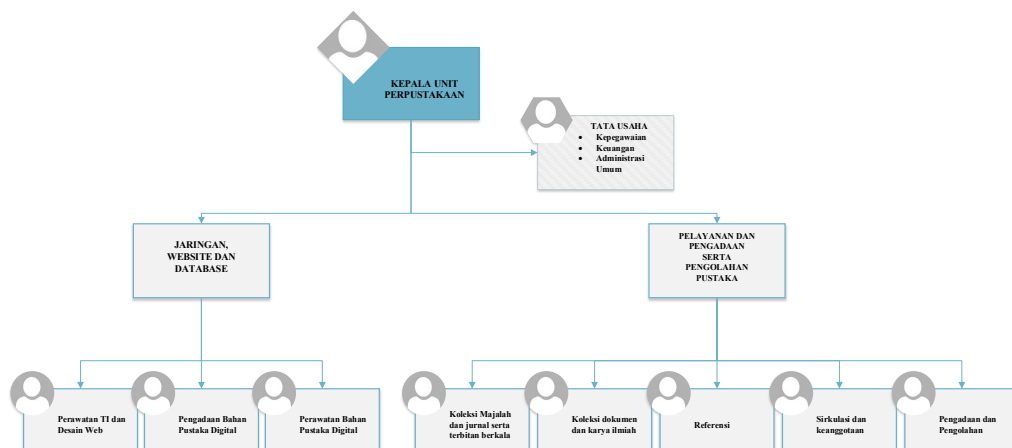 KEPALA UNIT
PERPUSTAKAAN
TATA USAHA
• Kepegawaian
• Keuangan
• Administrasi
Umum
JARINGAN,
WEBSITE DAN
DATABASE
PELAYANAN DAN
PENGADAAN
SERTA
PENGOLAHAN
PUSTAKA
Perawatan TI dan
Desain Web
Pengadaan Bahan
Pustaka Digital
Perawatan Bahan
Pustaka Digital
Koleksi Majalah
dan jurnal serta
terbitan berkala
Koleksi dokumen
dan karya ilmiah
Referensi
Sirkulasi dan
keanggotaan
Pengadaan dan
Pengolahan